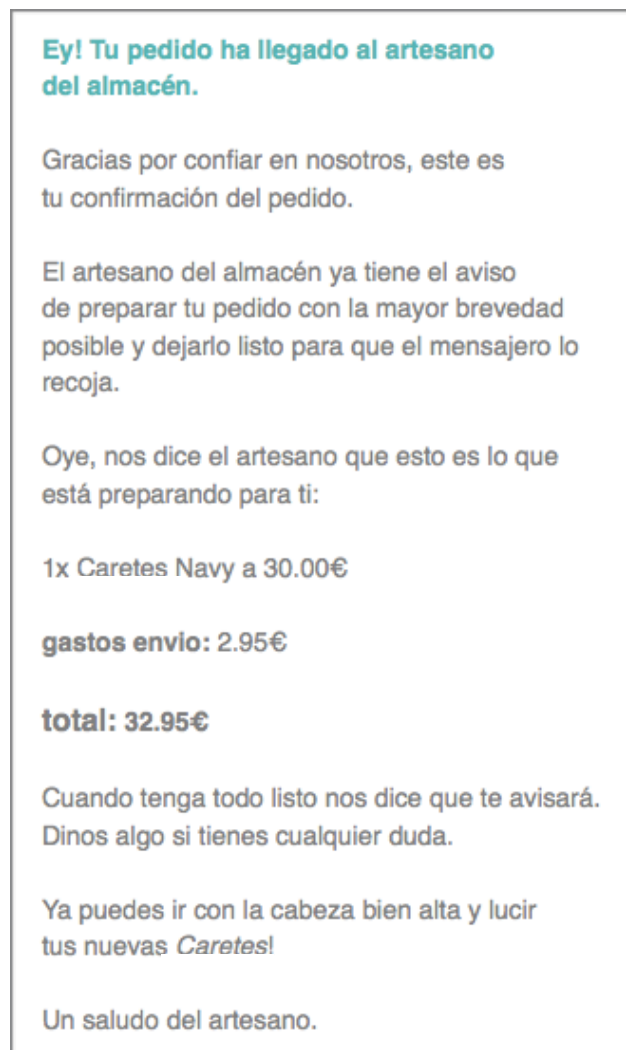 Ey! Tu pedido ha llegado al artesano
del almacén.
Gracias por confiar en nosotros, este es
tu confirmación del pedido.
El artesano del almacén ya tiene el aviso
de preparar tu pedido con la mayor brevedad
posible y dejarlo listo para que el mensajero lo
recoja.
Oye, nos dice el artesano que esto es lo que
está preparando para ti:
1x Caretes Navy a 30.00€
gastos envio: 2.95€
total: 32.95€
Cuando tenga todo listo nos dice que te avisará.
Dinos algo si tienes cualquier duda.
Ya puedes ir con la cabeza bien alta y lucir
tus nuevas Caretes!
Un saludo del artesano.